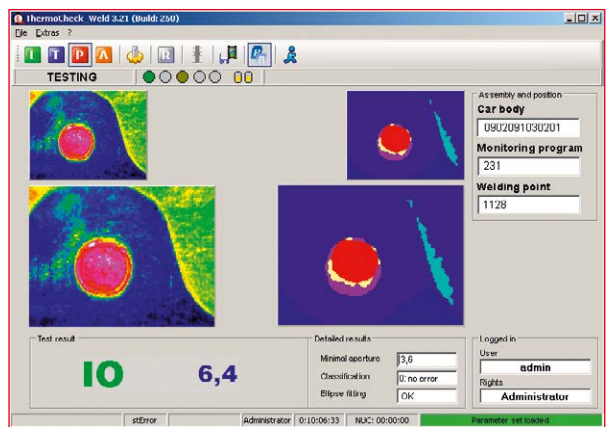 ThermoCheck_Weld 3.21 (Build: 250)
File Extras ?
I T P A R
TESTING
Assembly and position
Car body
0902091030201
Monitoring program
231
Welding point
1128
Test result
IO 6,4
Detailed results
Minimal aperture 3,6
Classification 0: no error
Ellipse fitting OK
Logged in
User
admin
Rights
Administrator
stError Administrator 0:10:06:33 NUC: 00:00:00 Parameter set loaded